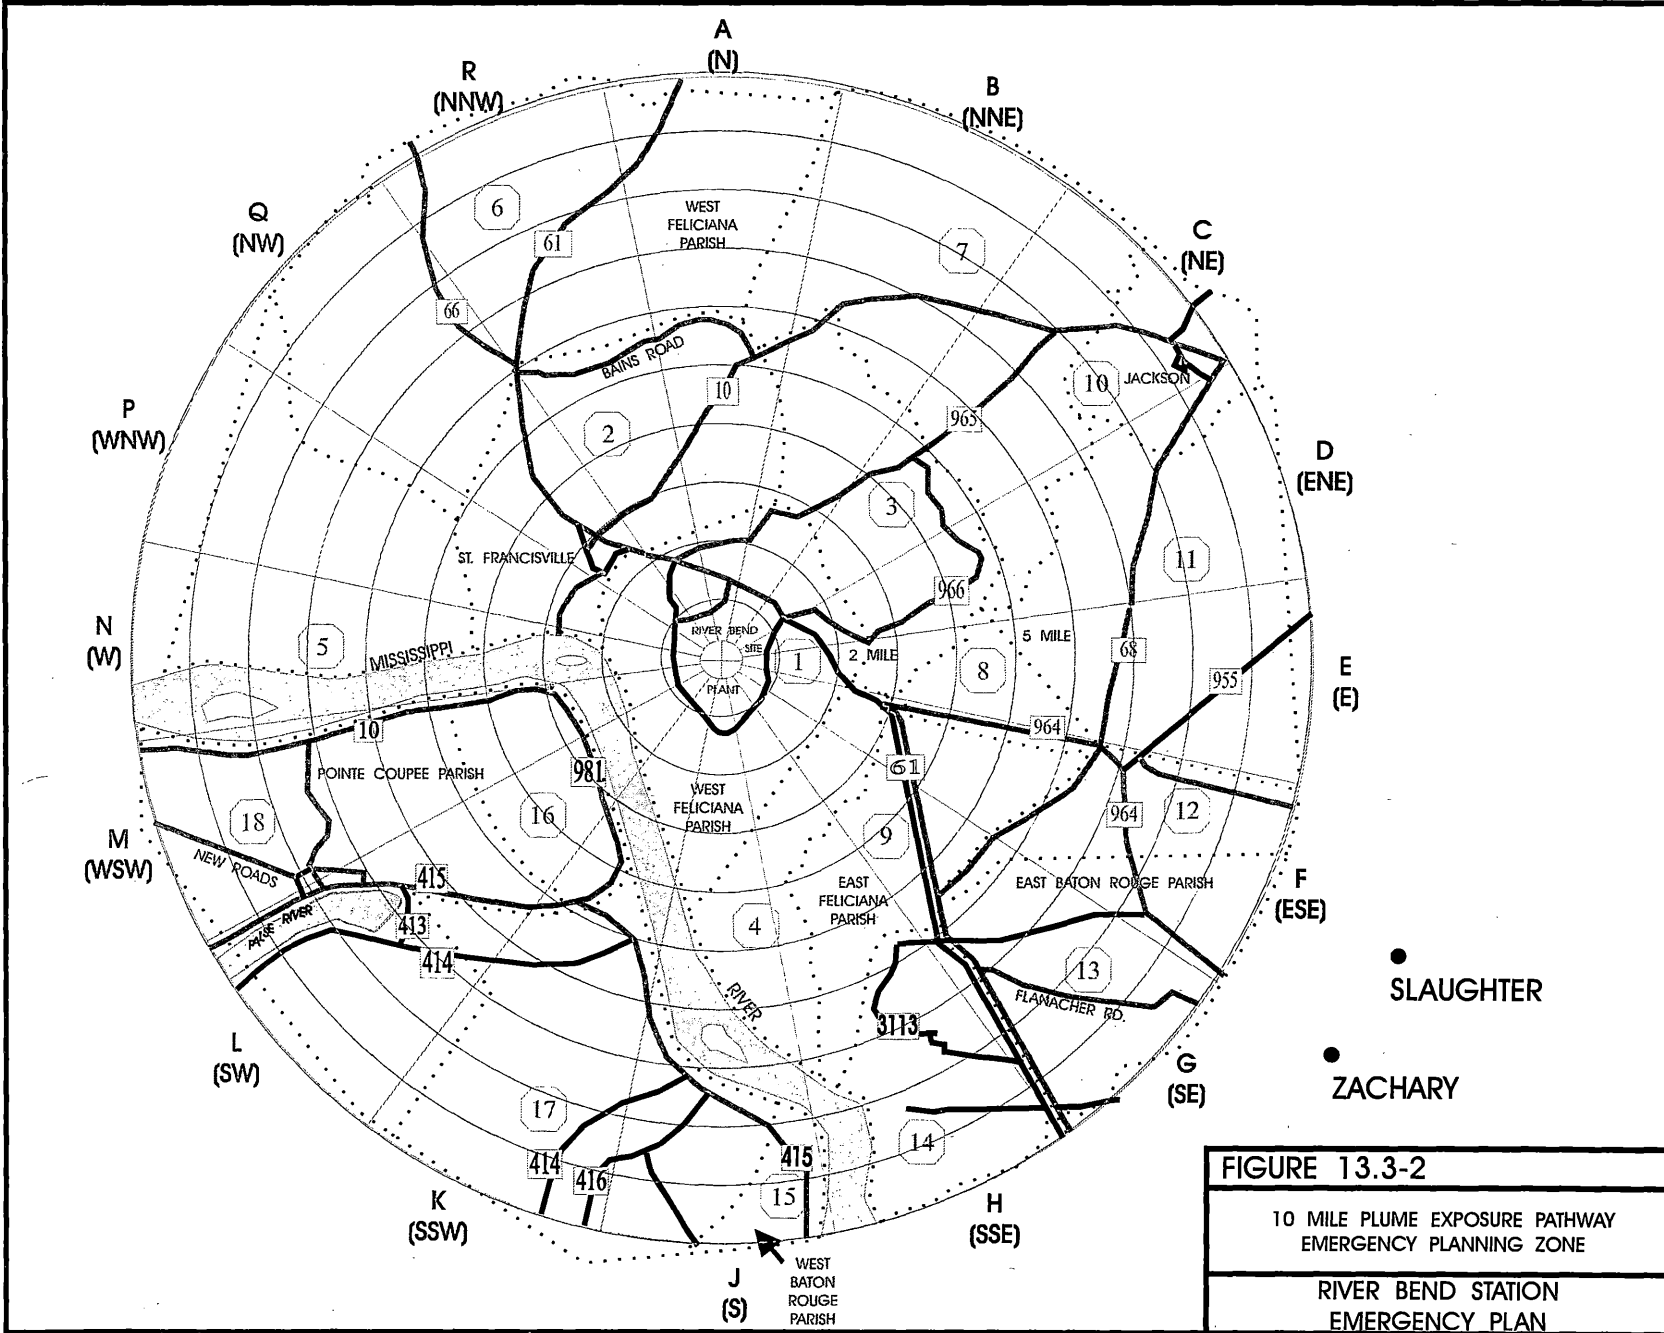 A
(N)
R
(NNW)
B
(NNE)
Q
(NW)
C
(NE)
6
WEST
FELICIANA
PARISH
7
61
66
BAINS ROAD
10
10
JACKSON
P
(WNW)
2
965
D
(ENE)
3
ST. FRANCISVILLE
11
966
N
(W)
5
MISSISSIPPI
RIVER BEND
SITE
1
2 MILE
5 MILE
8
68
E
(E)
PLANT
955
10
964
981
61
POINTE COUPEE PARISH
WEST
FELICIANA
PARISH
18
16
9
964
12
M
(WSW)
NEW ROADS
415
EAST
FELICIANA
PARISH
EAST BATON ROUGE PARISH
F
(ESE)
FALSE RIVER
413
4
414
13
SLAUGHTER
RIVER
FLANACHER RD.
3113
L
(SW)
G
(SE)
ZACHARY
17
14
414
416
415
15
K
(SSW)
H
(SSE)
J
(S)
WEST
BATON
ROUGE
PARISH
FIGURE 13.3-2
10 MILE PLUME EXPOSURE PATHWAY
EMERGENCY PLANNING ZONE
RIVER BEND STATION
EMERGENCY PLAN